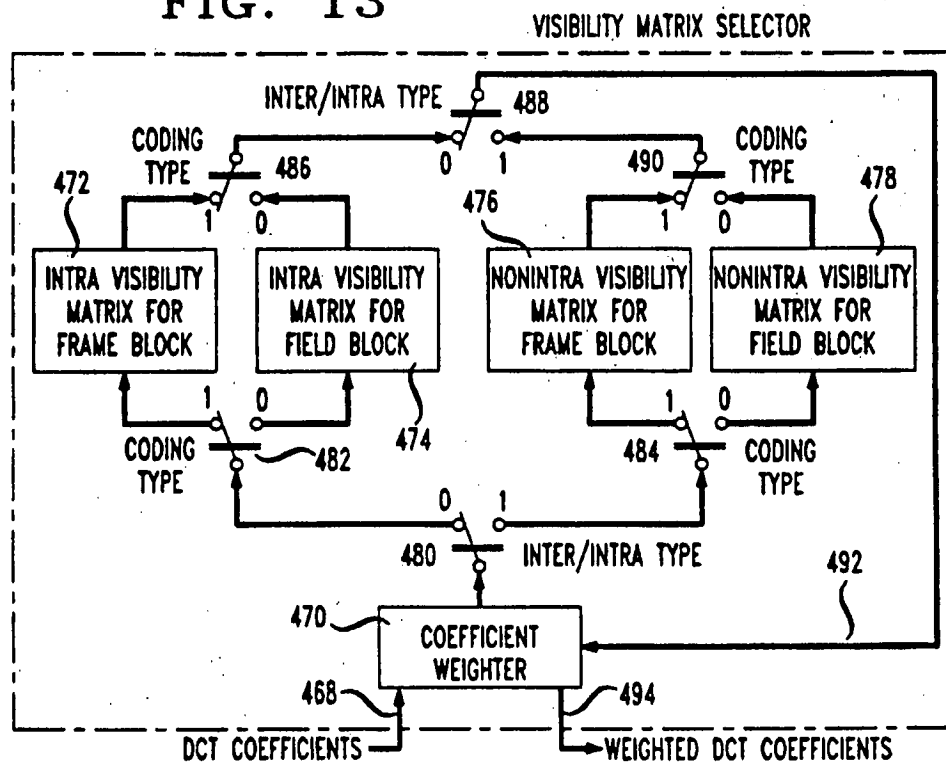 FIG. 13
VISIBILITY MATRIX SELECTOR
INTER/INTRA TYPE
488
0
1
CODING
TYPE
486
1
0
490
CODING
TYPE
1
0
472
476
478
INTRA VISIBILITY
MATRIX FOR
FRAME BLOCK
INTRA VISIBILITY
MATRIX FOR
FIELD BLOCK
NONINTRA VISIBILITY
MATRIX FOR
FRAME BLOCK
NONINTRA VISIBILITY
MATRIX FOR
FIELD BLOCK
1
0
CODING
TYPE
482
474
1
0
484
CODING
TYPE
0
1
480
INTER/INTRA TYPE
492
470
COEFFICIENT
WEIGHTER
468
494
DCT COEFFICIENTS
WEIGHTED DCT COEFFICIENTS